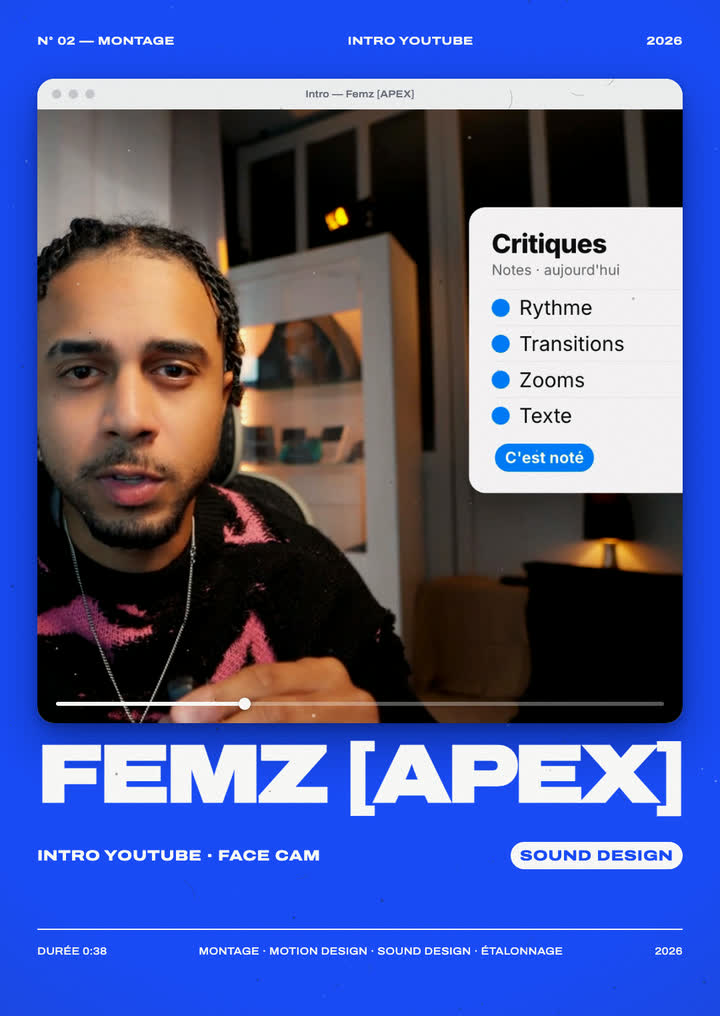 N° 02 — MONTAGE
INTRO YOUTUBE
2026
Intro — Femz [APEX]
Critiques
Notes · aujourd'hui
Rythme
Transitions
Zooms
Texte
C'est noté
FEMZ [APEX]
INTRO YOUTUBE · FACE CAM
SOUND DESIGN
DURÉE 0:38
MONTAGE · MOTION DESIGN · SOUND DESIGN · ÉTALONNAGE
2026